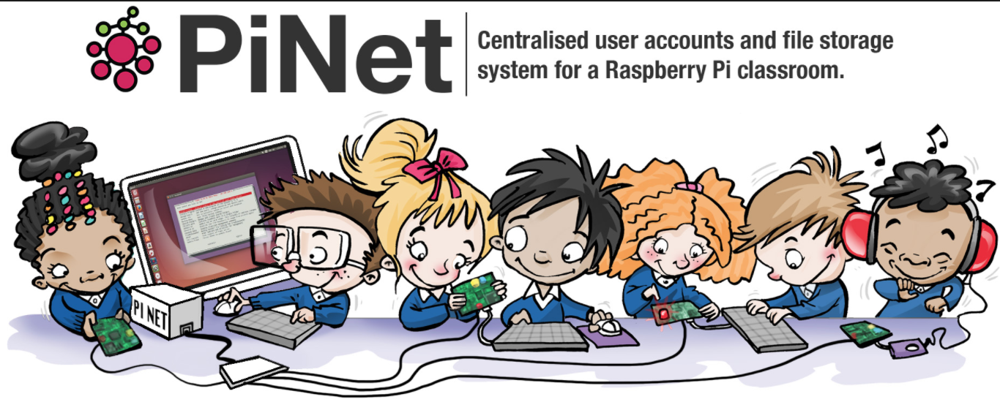 PiNet
Centralised user accounts and file storage
system for a Raspberry Pi classroom.
PI NET